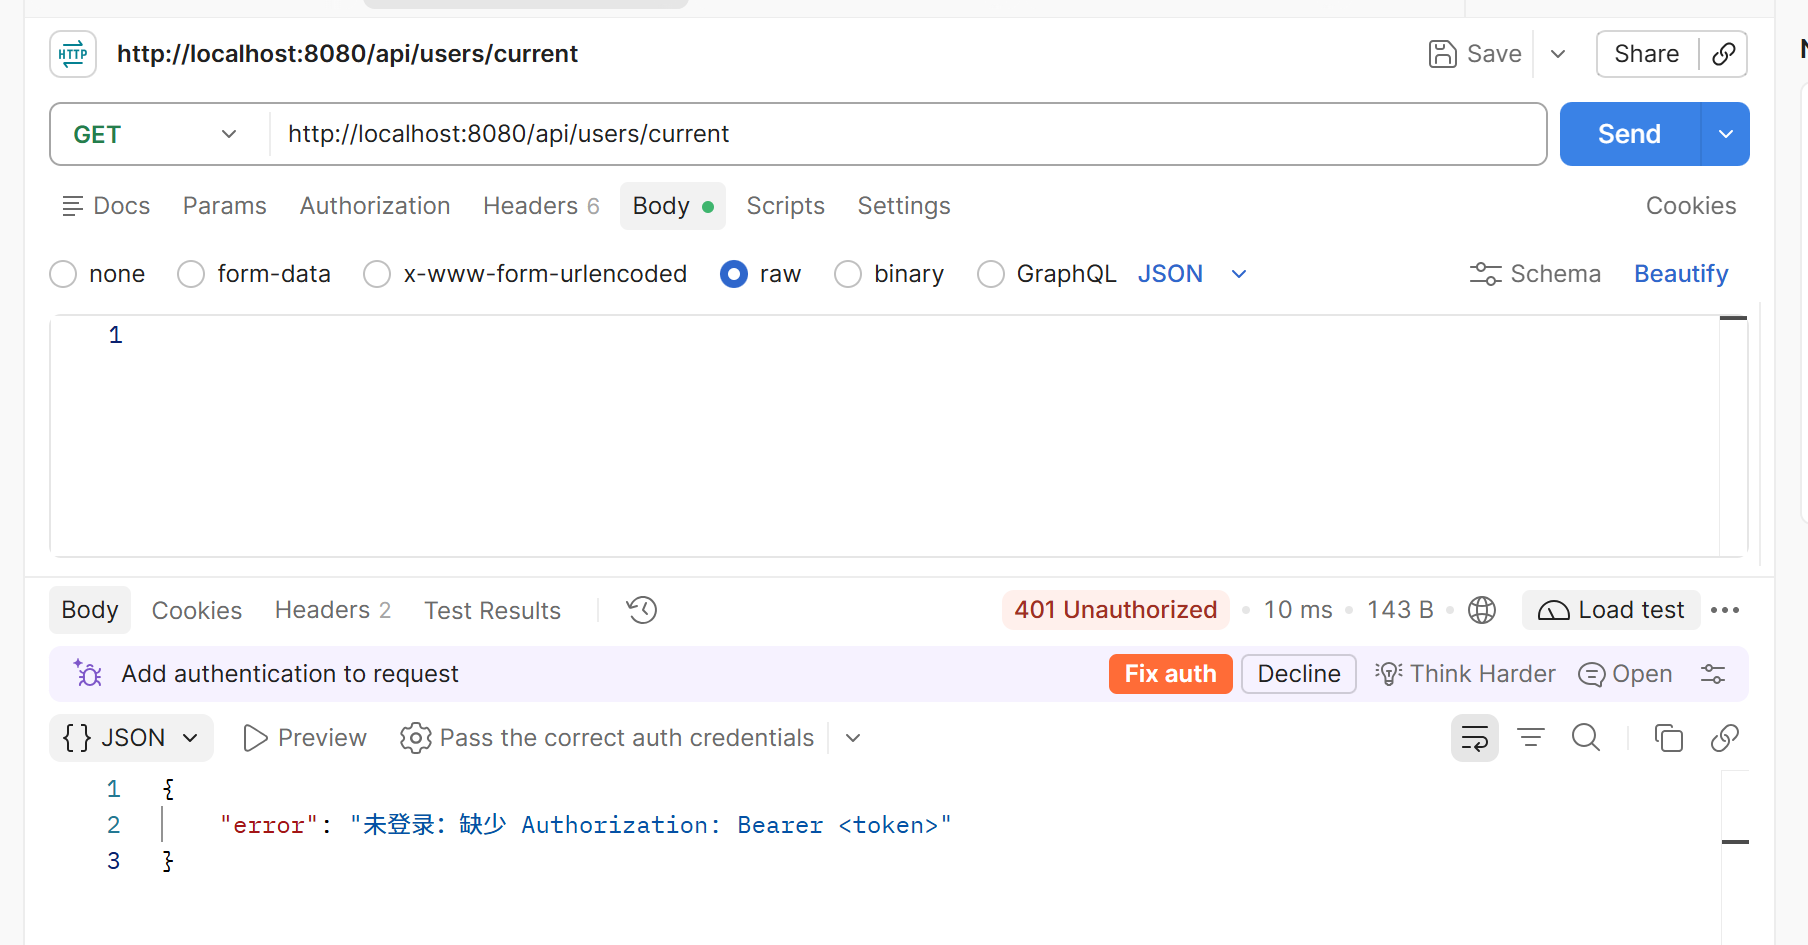 HTTP http://localhost:8080/api/users/current Save Share
GET http://localhost:8080/api/users/current Send
Docs Params Authorization Headers 6 Body Scripts Settings Cookies
none form-data x-www-form-urlencoded raw binary GraphQL JSON Schema Beautify
1
Body Cookies Headers 2 Test Results 401 Unauthorized 10 ms 143 B Load test
Add authentication to request Fix auth Decline Think Harder Open
{} JSON Preview Pass the correct auth credentials
1 {
2 "error": "未登录：缺少 Authorization: Bearer <token>"
3 }